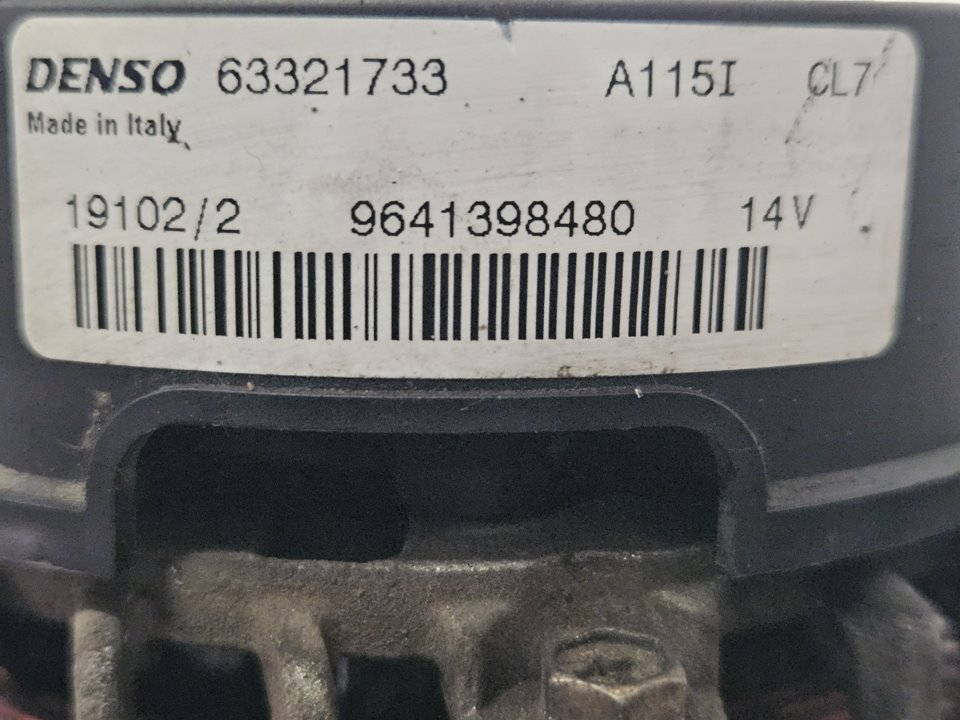 DENSO 63321733 A115I CL7
Made in Italy
19102/2 9641398480 14V